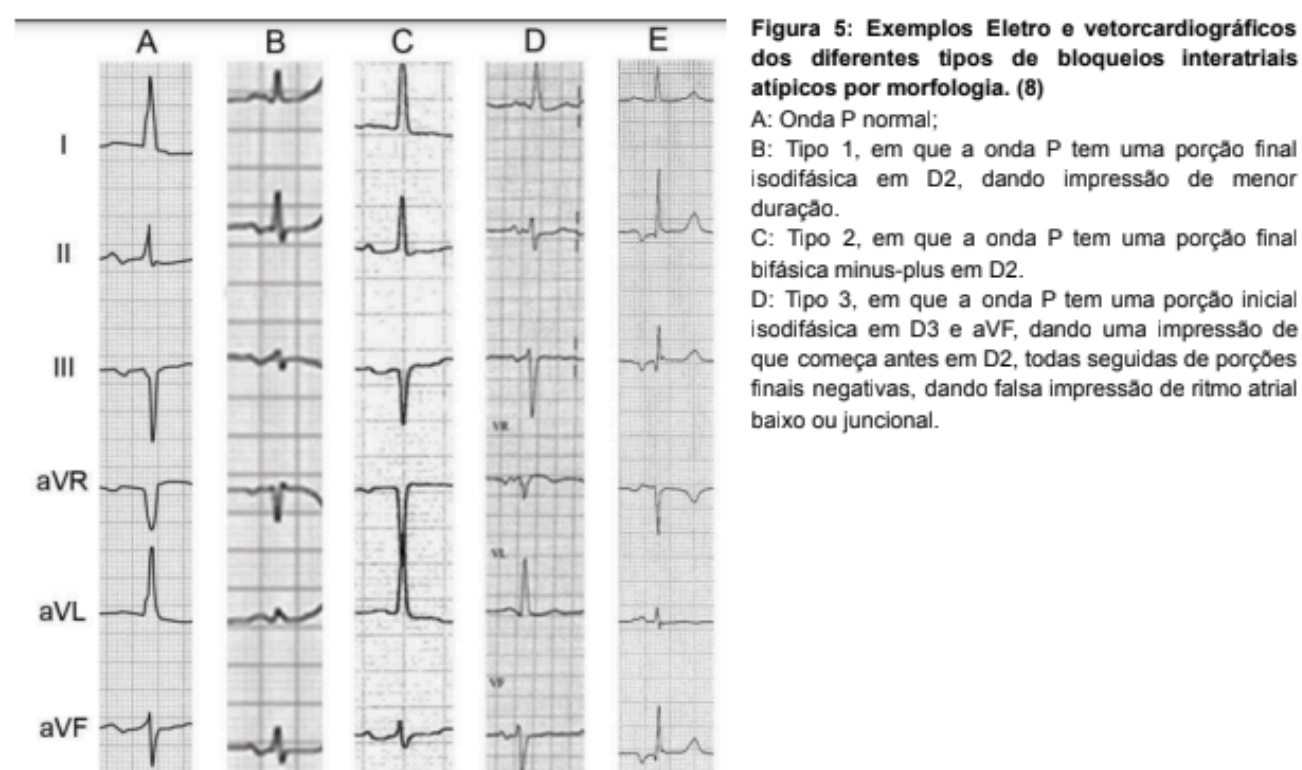 A B C D E
Figura 5: Exemplos Eletro e vetorcardiográficos
dos diferentes tipos de bloqueios interatriais
atípicos por morfologia. (8)
A: Onda P normal;
B: Tipo 1, em que a onda P tem uma porção final
isodifásica em D2, dando impressão de menor
duração.
C: Tipo 2, em que a onda P tem uma porção final
bifásica minus-plus em D2.
D: Tipo 3, em que a onda P tem uma porção inicial
isodifásica em D3 e aVF, dando uma impressão de
que começa antes em D2, todas seguidas de porções
finais negativas, dando falsa impressão de ritmo atrial
baixo ou juncional.
I
II
III
VR
aVR
VL
aVL
VF
aVF